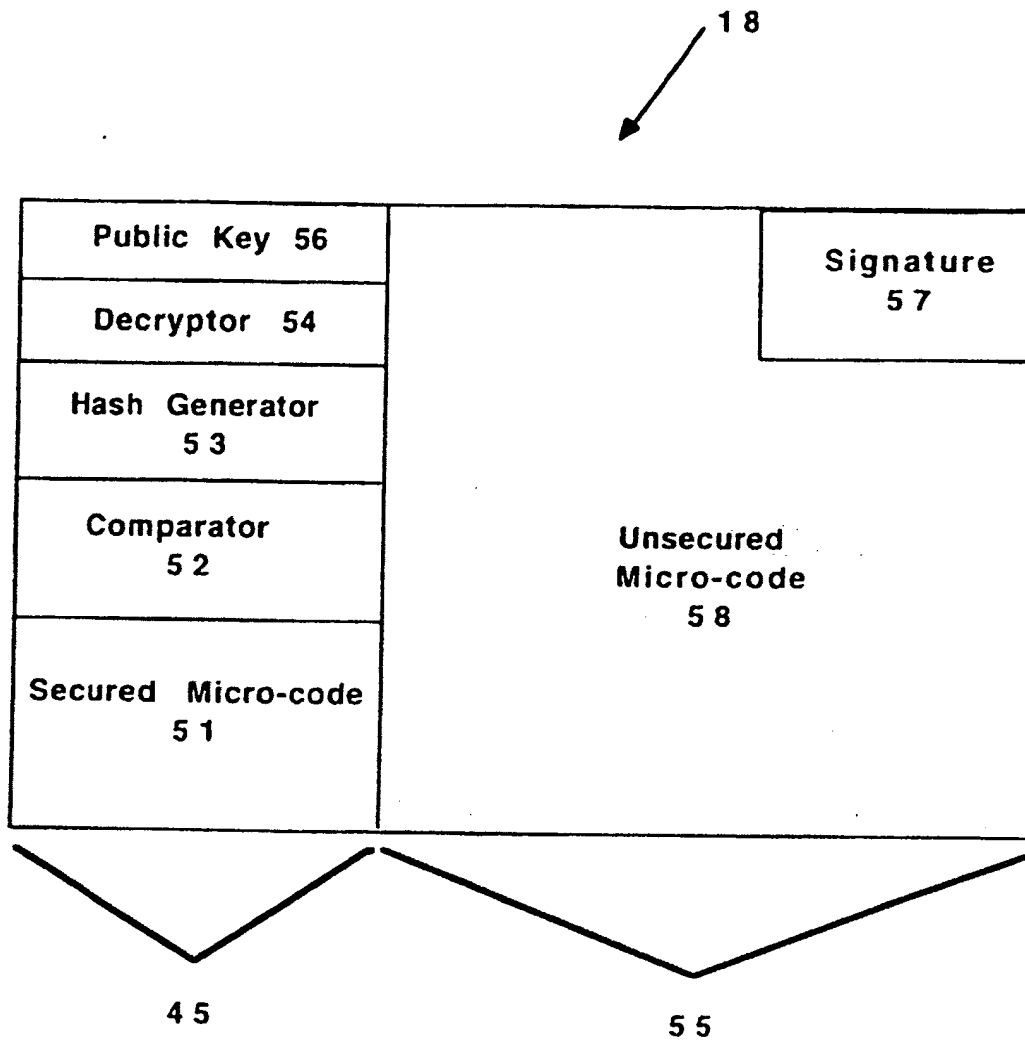 18
Public Key 56
Decryptor 54
Hash Generator
53
Comparator
52
Secured Micro-code
51
Signature
57
Unsecured
Micro-code
58
45
55